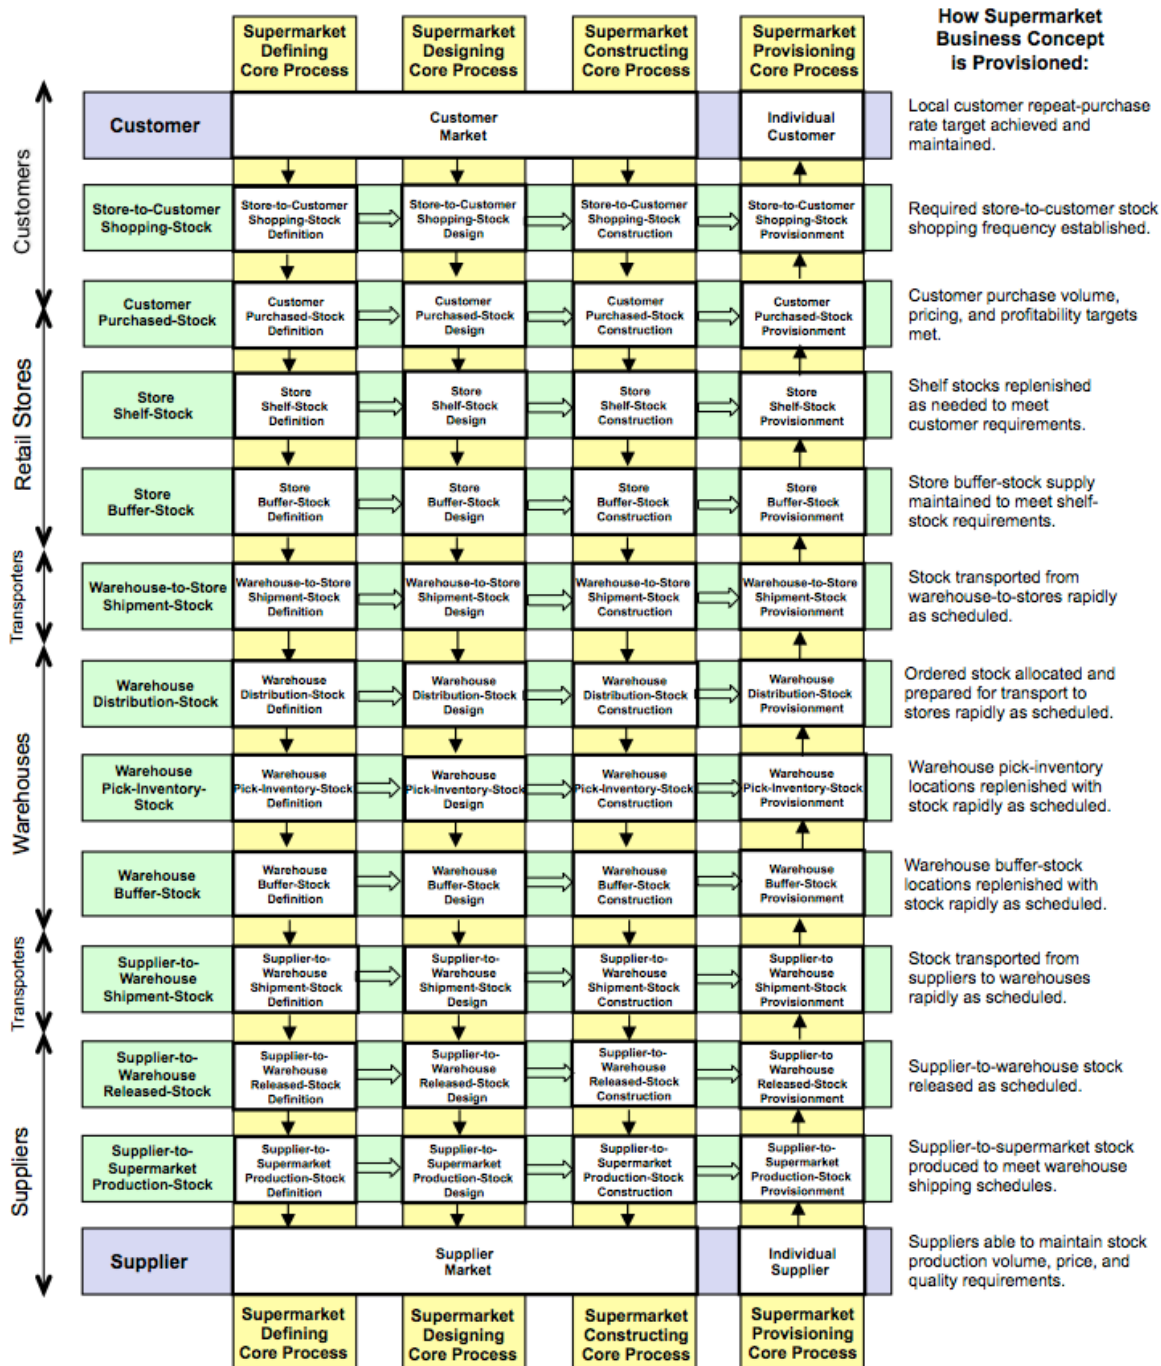 Supermarket
Defining
Core Process
Supermarket
Designing
Core Process
Supermarket
Constructing
Core Process
Supermarket
Provisioning
Core Process
How Supermarket
Business Concept
is Provisioned:
Customers
Retail Stores
Transporters
Warehouses
Transporters
Suppliers
Customer
Customer
Market
Individual
Customer
Local customer repeat-purchase
rate target achieved and
maintained.
Store-to-Customer
Shopping-Stock
Store-to-Customer
Shopping-Stock
Definition
Store-to-Customer
Shopping-Stock
Design
Store-to-Customer
Shopping-Stock
Construction
Store-to-Customer
Shopping-Stock
Provisionment
Required store-to-customer stock
shopping frequency established.
Customer
Purchased-Stock
Customer
Purchased-Stock
Definition
Customer
Purchased-Stock
Design
Customer
Purchased-Stock
Construction
Customer
Purchased-Stock
Provisionment
Customer purchase volume,
pricing, and profitability targets
met.
Store
Shelf-Stock
Store
Shelf-Stock
Definition
Store
Shelf-Stock
Design
Store
Shelf-Stock
Construction
Store
Shelf-Stock
Provisionment
Shelf stocks replenished
as needed to meet
customer requirements.
Store
Buffer-Stock
Store
Buffer-Stock
Definition
Store
Buffer-Stock
Design
Store
Buffer-Stock
Construction
Store
Buffer-Stock
Provisionment
Store buffer-stock supply
maintained to meet shelf-
stock requirements.
Warehouse-to-Store
Shipment-Stock
Warehouse-to-Store
Shipment-Stock
Definition
Warehouse-to-Store
Shipment-Stock
Design
Warehouse-to-Store
Shipment-Stock
Construction
Warehouse-to-Store
Shipment-Stock
Provisionment
Stock transported from
warehouse-to-stores rapidly
as scheduled.
Warehouse
Distribution-Stock
Warehouse
Distribution-Stock
Definition
Warehouse
Distribution-Stock
Design
Warehouse
Distribution-Stock
Construction
Warehouse
Distribution-Stock
Provisionment
Ordered stock allocated and
prepared for transport to
stores rapidly as scheduled.
Warehouse
Pick-Inventory-
Stock
Warehouse
Pick-Inventory-Stock
Definition
Warehouse
Pick-Inventory-Stock
Design
Warehouse
Pick-Inventory-Stock
Construction
Warehouse
Pick-Inventory-Stock
Provisionment
Warehouse pick-inventory
locations replenished with
stock rapidly as scheduled.
Warehouse
Buffer-Stock
Warehouse
Buffer-Stock
Definition
Warehouse
Buffer-Stock
Design
Warehouse
Buffer-Stock
Construction
Warehouse
Buffer-Stock
Provisionment
Warehouse buffer-stock
locations replenished with
stock rapidly as scheduled.
Supplier-to-
Warehouse
Shipment-Stock
Supplier-to-
Warehouse
Shipment-Stock
Definition
Supplier-to-
Warehouse
Shipment-Stock
Design
Supplier-to-
Warehouse
Shipment-Stock
Construction
Supplier-to
Warehouse
Shipment-Stock
Provisionment
Stock transported from
suppliers to warehouses
rapidly as scheduled.
Supplier-to-
Warehouse
Released-Stock
Supplier-to-
Warehouse
Released-Stock
Definition
Supplier-to-
Warehouse
Released-Stock
Design
Supplier-to-
Warehouse
Released-Stock
Construction
Supplier-to
Warehouse
Released-Stock
Provisionment
Supplier-to-warehouse stock
released as scheduled.
Supplier-to-
Supermarket
Production-Stock
Supplier-to-
Supermarket
Production-Stock
Definition
Supplier-to-
Supermarket
Production-Stock
Design
Supplier-to-
Supermarket
Production-Stock
Construction
Supplier-to-
Supermarket
Production-Stock
Provisionment
Supplier-to-supermarket stock
produced to meet warehouse
shipping schedules.
Supplier
Supplier
Market
Individual
Supplier
Suppliers able to maintain stock
production volume, price, and
quality requirements.
Supermarket
Defining
Core Process
Supermarket
Designing
Core Process
Supermarket
Constructing
Core Process
Supermarket
Provisioning
Core Process